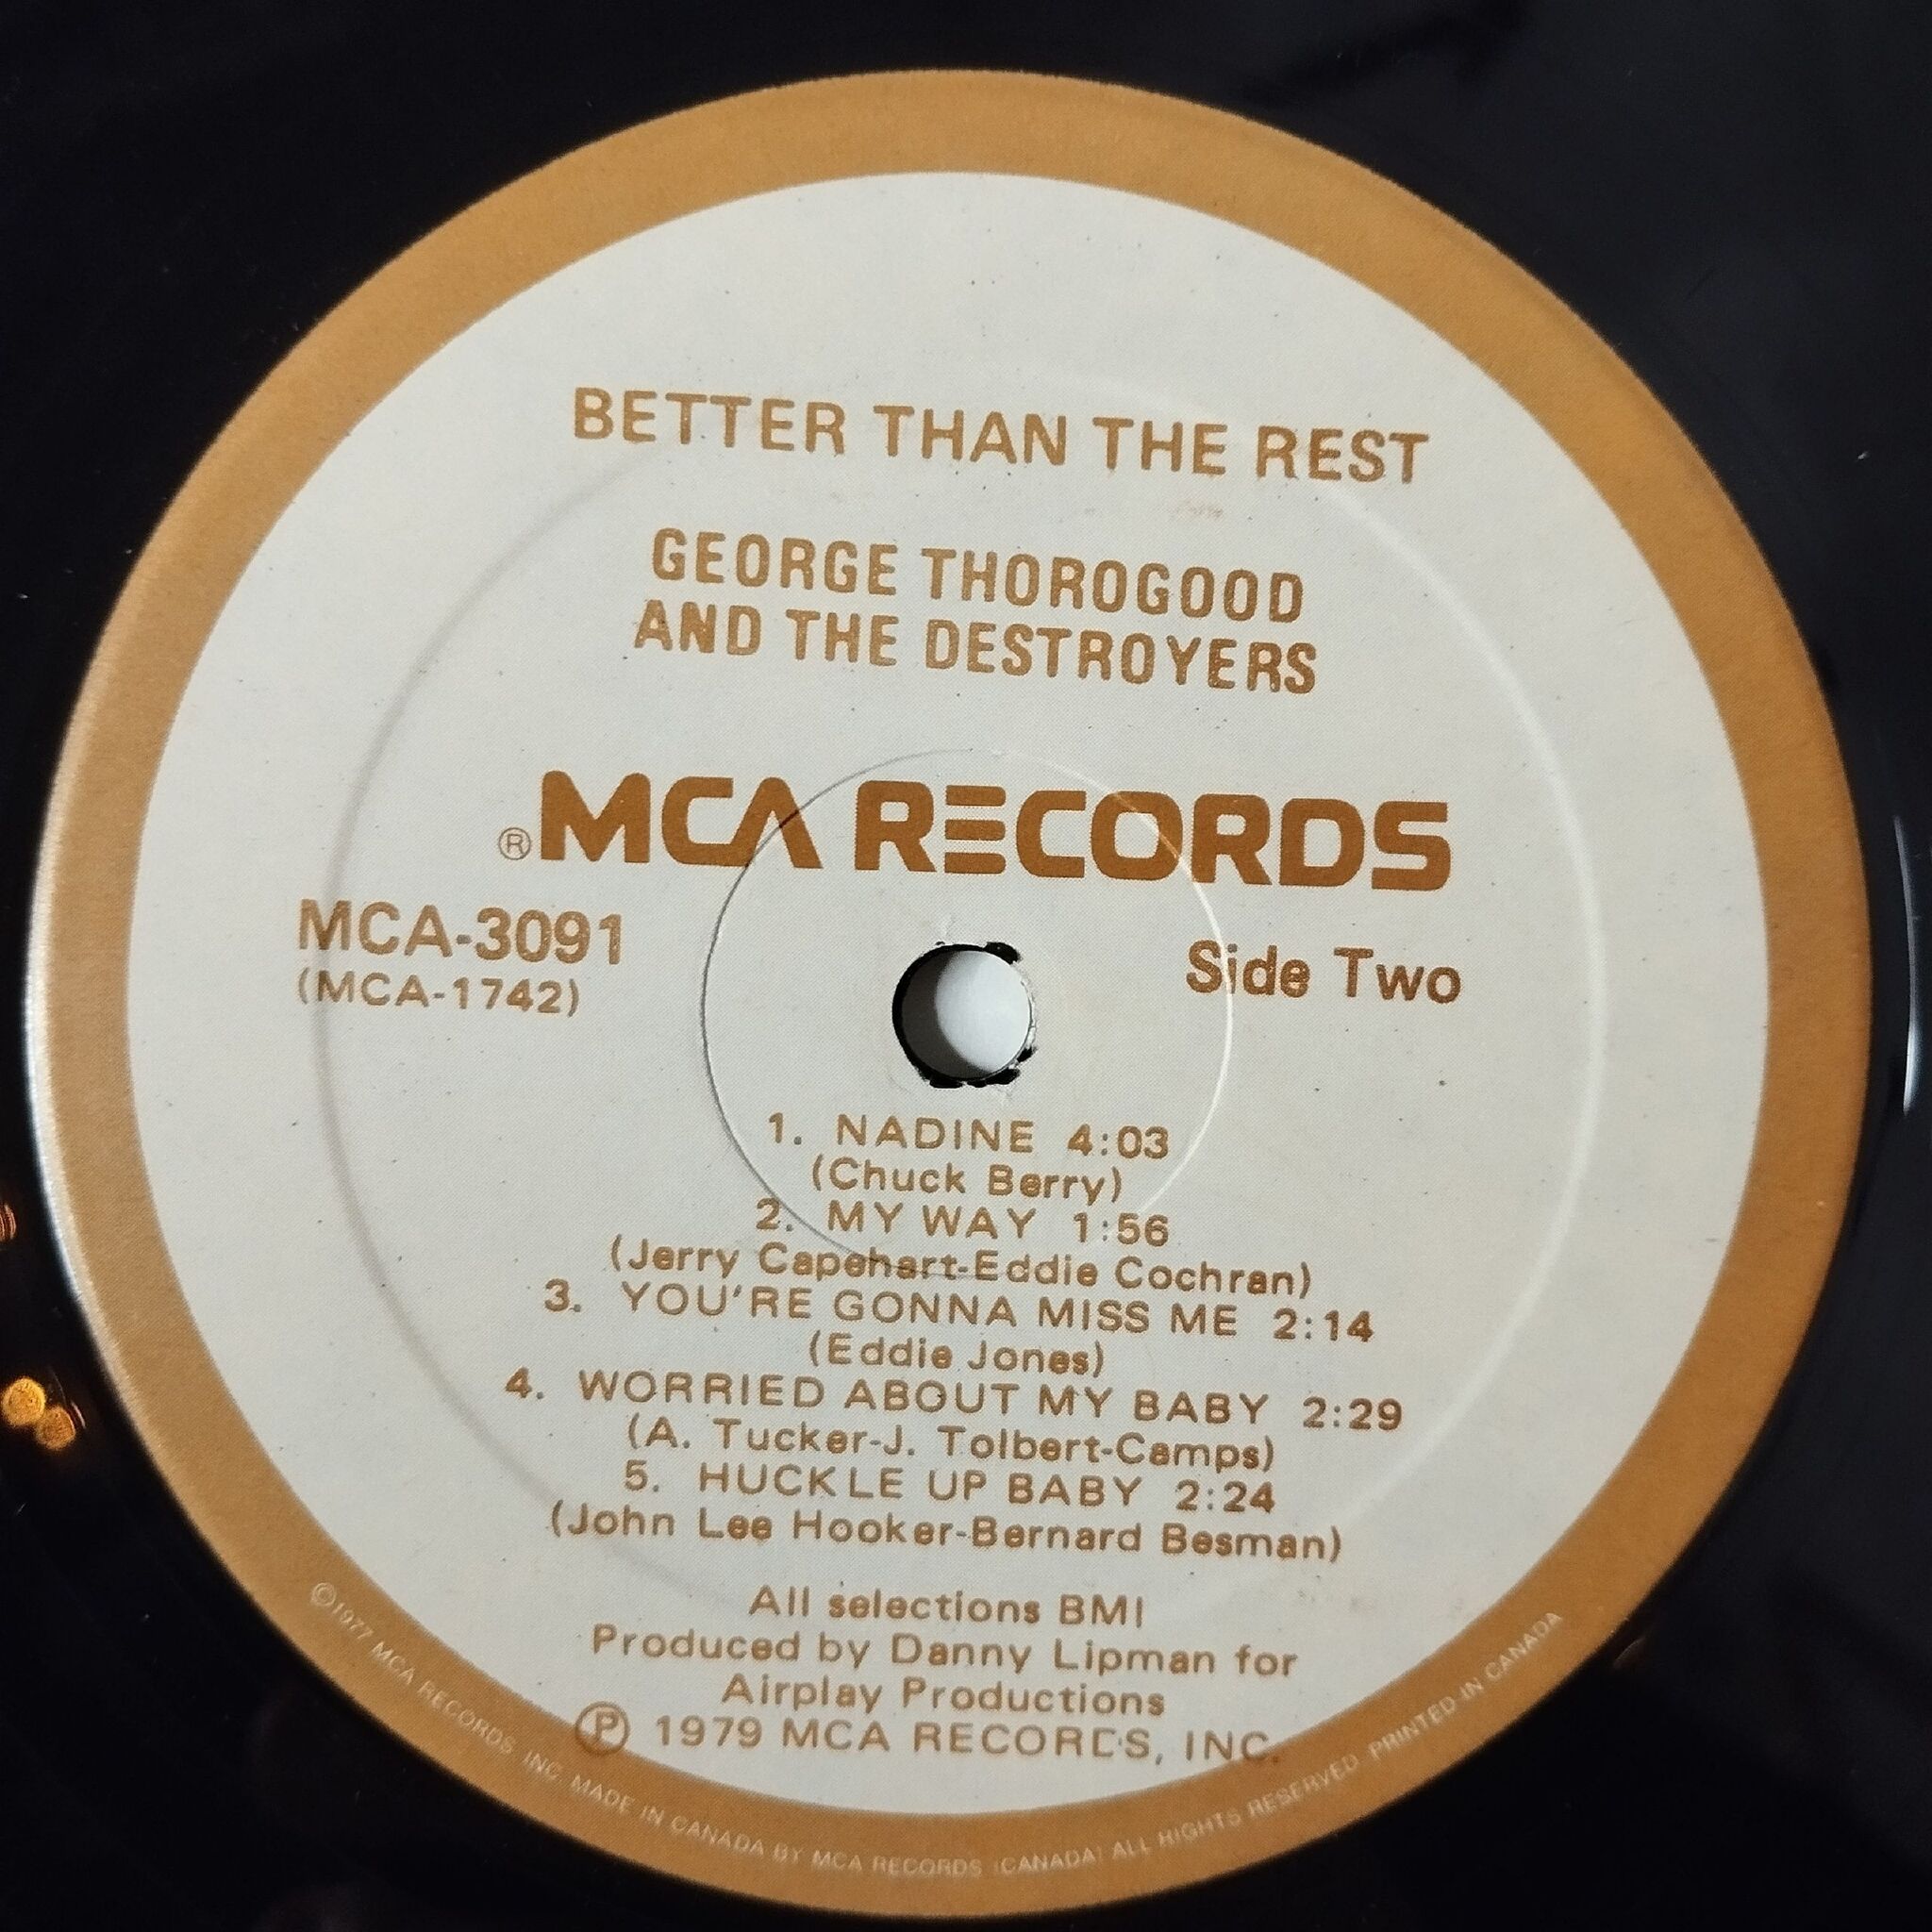 BETTER THAN THE REST
GEORGE THOROGOOD
AND THE DESTROYERS
®MCA RECORDS
MCA-3091
(MCA-1742)
Side Two
1. NADINE 4:03
(Chuck Berry)
2. MY WAY 1:56
(Jerry Capehart-Eddie Cochran)
3. YOU'RE GONNA MISS ME 2:14
(Eddie Jones)
4. WORRIED ABOUT MY BABY 2:29
(A. Tucker-J. Tolbert-Camps)
5. HUCKLE UP BABY 2:24
(John Lee Hooker-Bernard Besman)
All selections BMI
Produced by Danny Lipman for
Airplay Productions
Ⓟ 1979 MCA RECORDS, INC.
©1977 MCA RECORDS INC. MADE IN CANADA BY MCA RECORDS (CANADA) ALL RIGHTS RESERVED. PRINTED IN CANADA